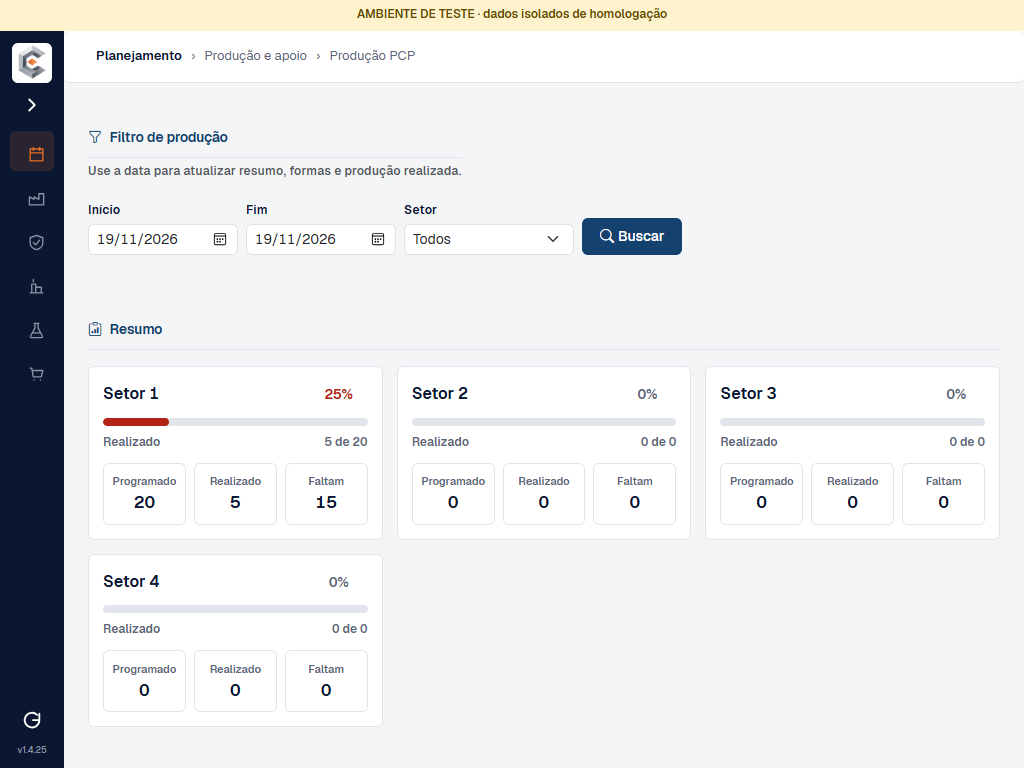 AMBIENTE DE TESTE · dados isolados de homologação
Planejamento › Produção e apoio › Produção PCP
Filtro de produção
Use a data para atualizar resumo, formas e produção realizada.
Início Fim Setor
19/11/2026 19/11/2026 Todos Buscar
Resumo
Setor 1 25%
Realizado 5 de 20
Programado Realizado Faltam
20 5 15
Setor 2 0%
Realizado 0 de 0
Programado Realizado Faltam
0 0 0
Setor 3 0%
Realizado 0 de 0
Programado Realizado Faltam
0 0 0
Setor 4 0%
Realizado 0 de 0
Programado Realizado Faltam
0 0 0
v1.4.25